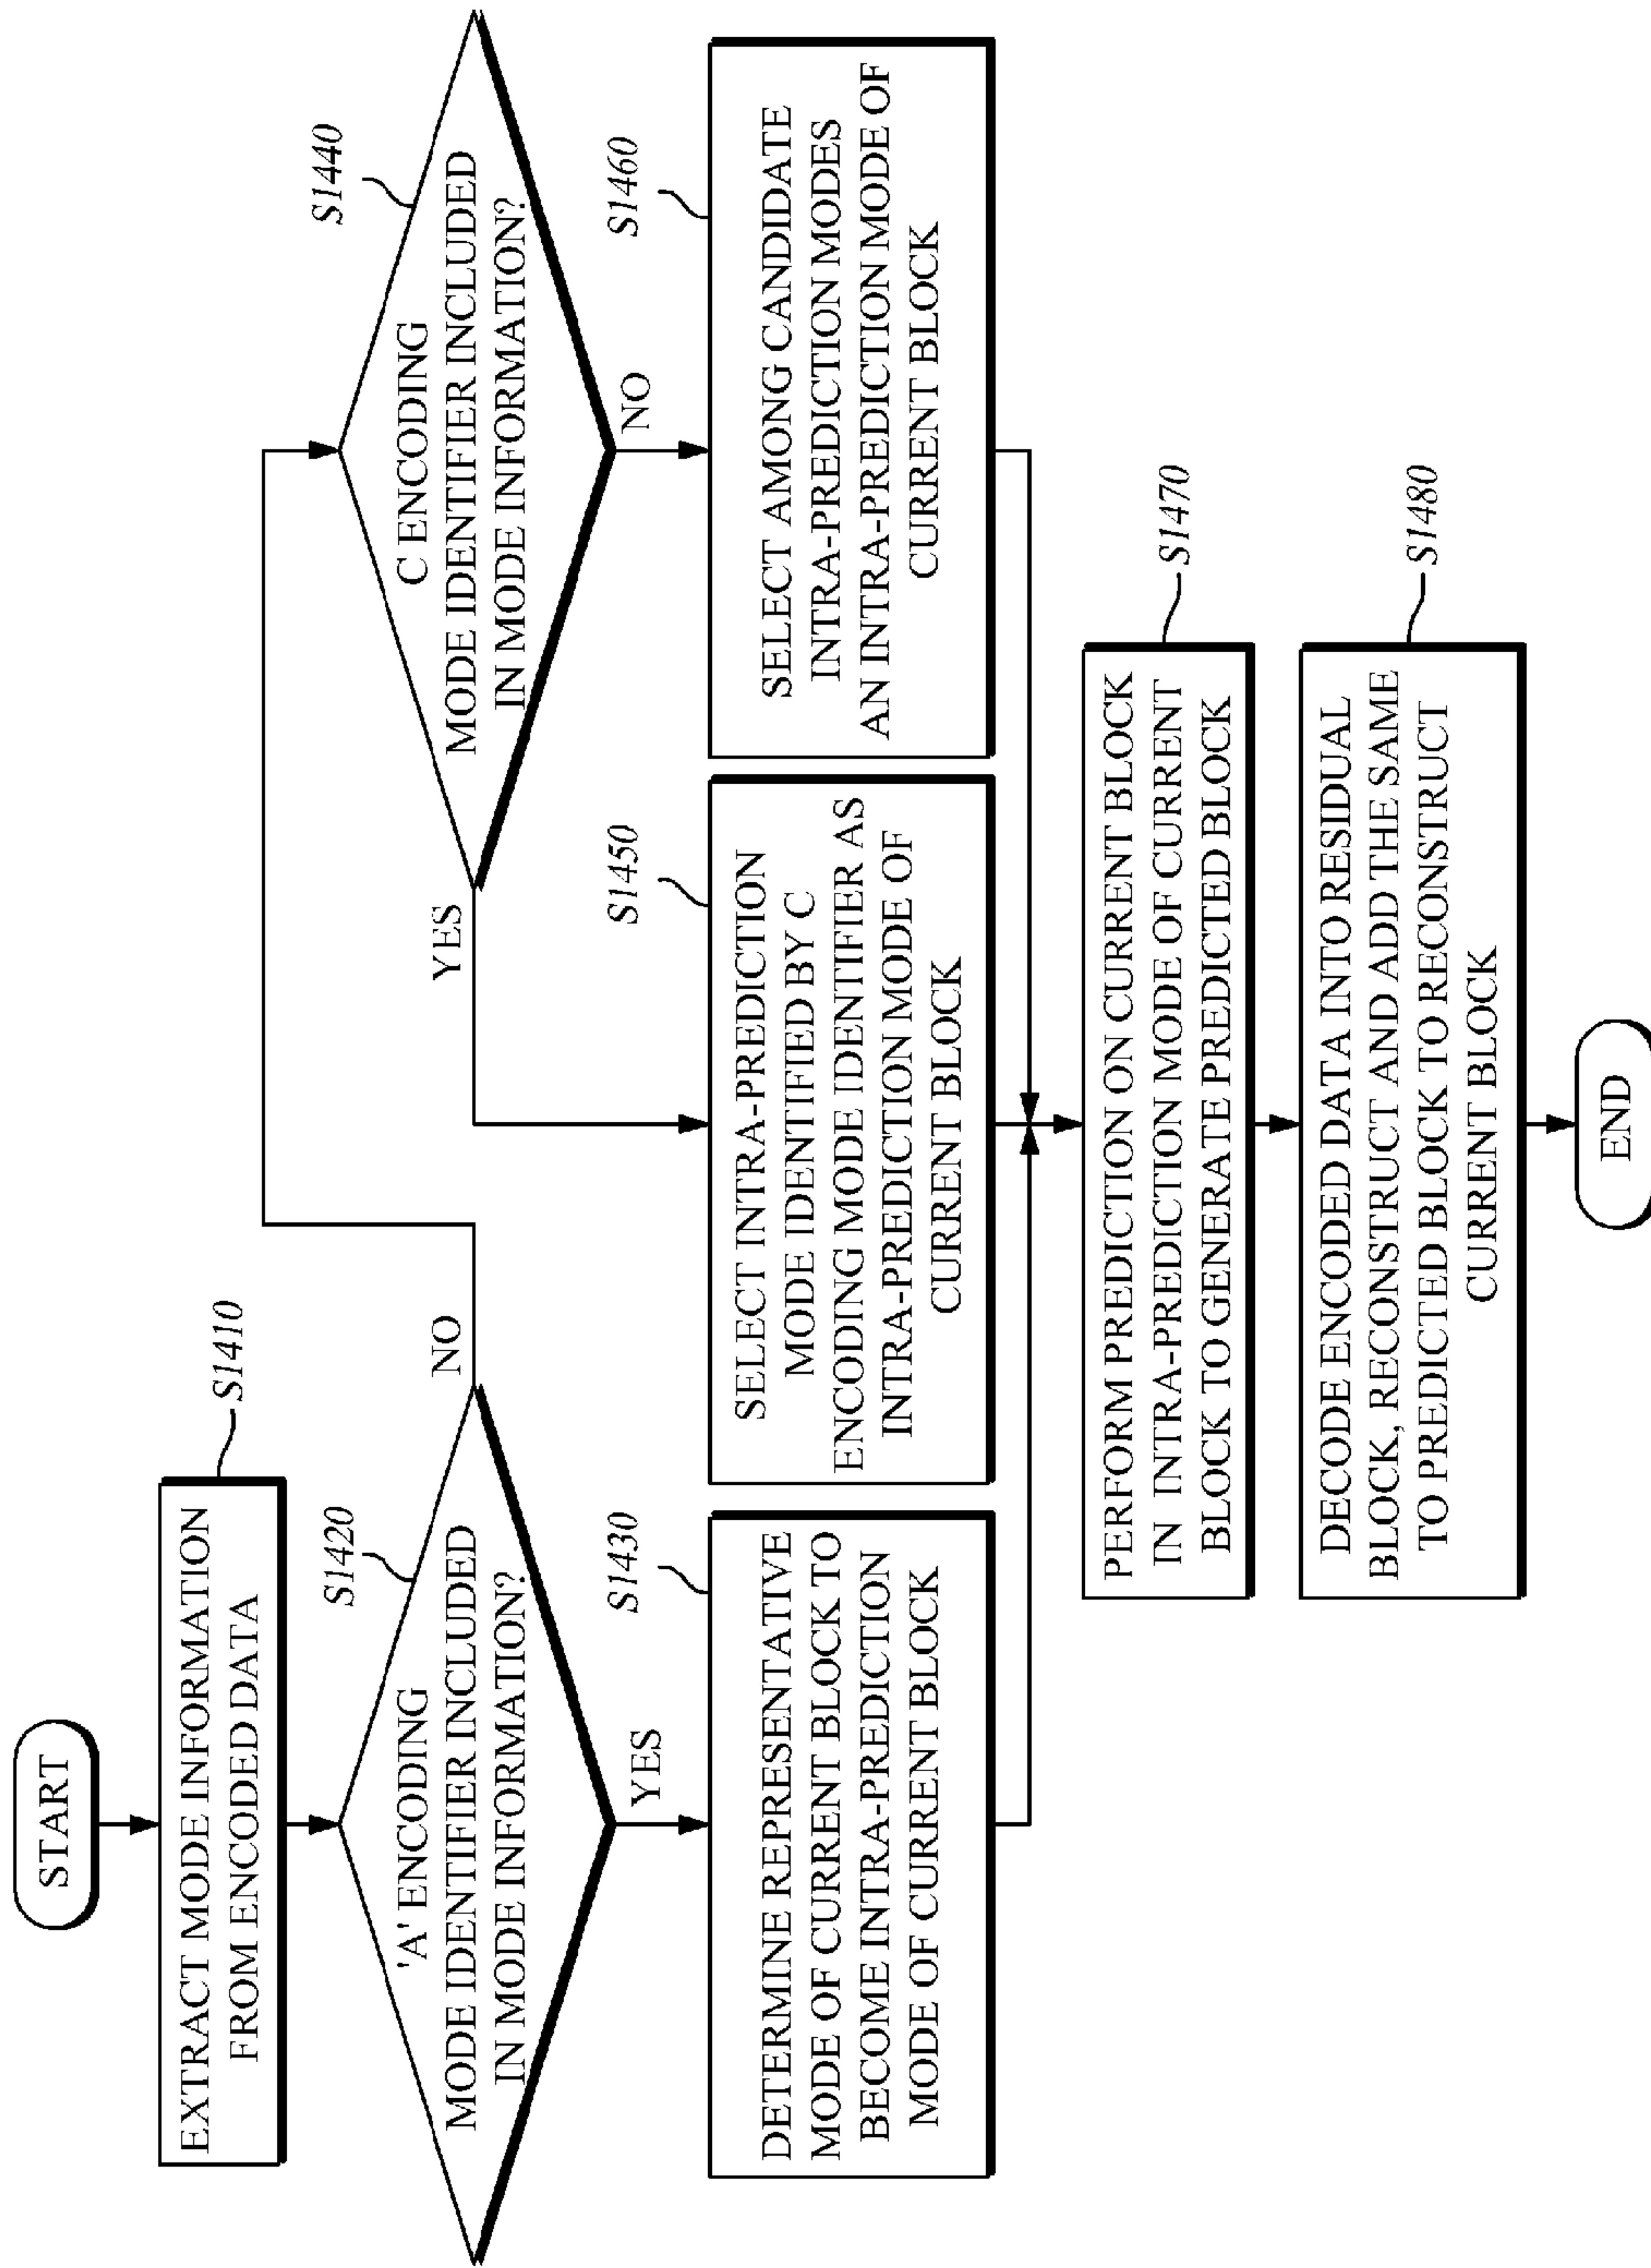 START
S1410
EXTRACT MODE INFORMATION
FROM ENCODED DATA
S1420
'A' ENCODING
MODE IDENTIFIER INCLUDED
IN MODE INFORMATION?
NO
YES
S1440
C ENCODING
MODE IDENTIFIER INCLUDED
IN MODE INFORMATION?
YES
NO
S1430
DETERMINE REPRESENTATIVE
MODE OF CURRENT BLOCK TO
BECOME INTRA-PREDICTION
MODE OF CURRENT BLOCK
S1450
SELECT INTRA-PREDICTION
MODE IDENTIFIED BY C
ENCODING MODE IDENTIFIER AS
INTRA-PREDICTION MODE OF
CURRENT BLOCK
S1460
SELECT AMONG CANDIDATE
INTRA-PREDICTION MODES
AN INTRA-PREDICTION MODE OF
CURRENT BLOCK
S1470
PERFORM PREDICTION ON CURRENT BLOCK
IN INTRA-PREDICTION MODE OF CURRENT
BLOCK TO GENERATE PREDICTED BLOCK
S1480
DECODE ENCODED DATA INTO RESIDUAL
BLOCK, RECONSTRUCT AND ADD THE SAME
TO PREDICTED BLOCK TO RECONSTRUCT
CURRENT BLOCK
END